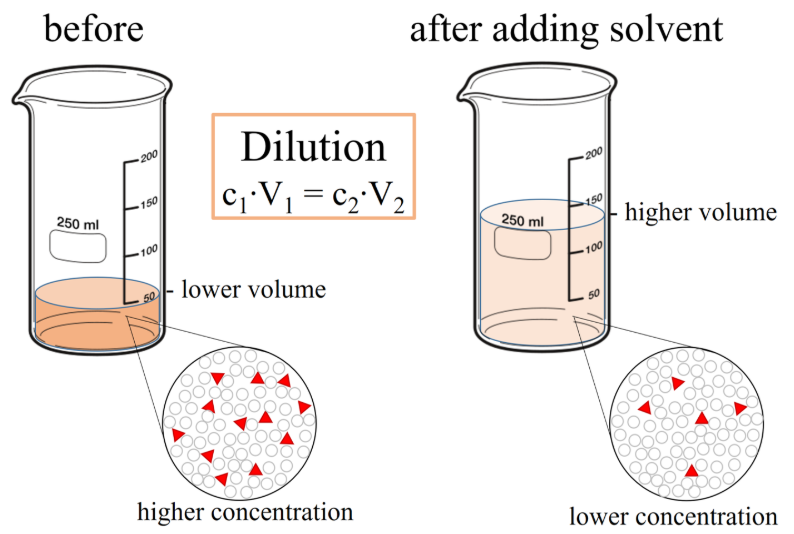 before
after adding solvent
Dilution
c₁·V₁ = c₂·V₂
200
150
250 ml
100
50
lower volume
200
150
250 ml
higher volume
100
50
higher concentration
lower concentration